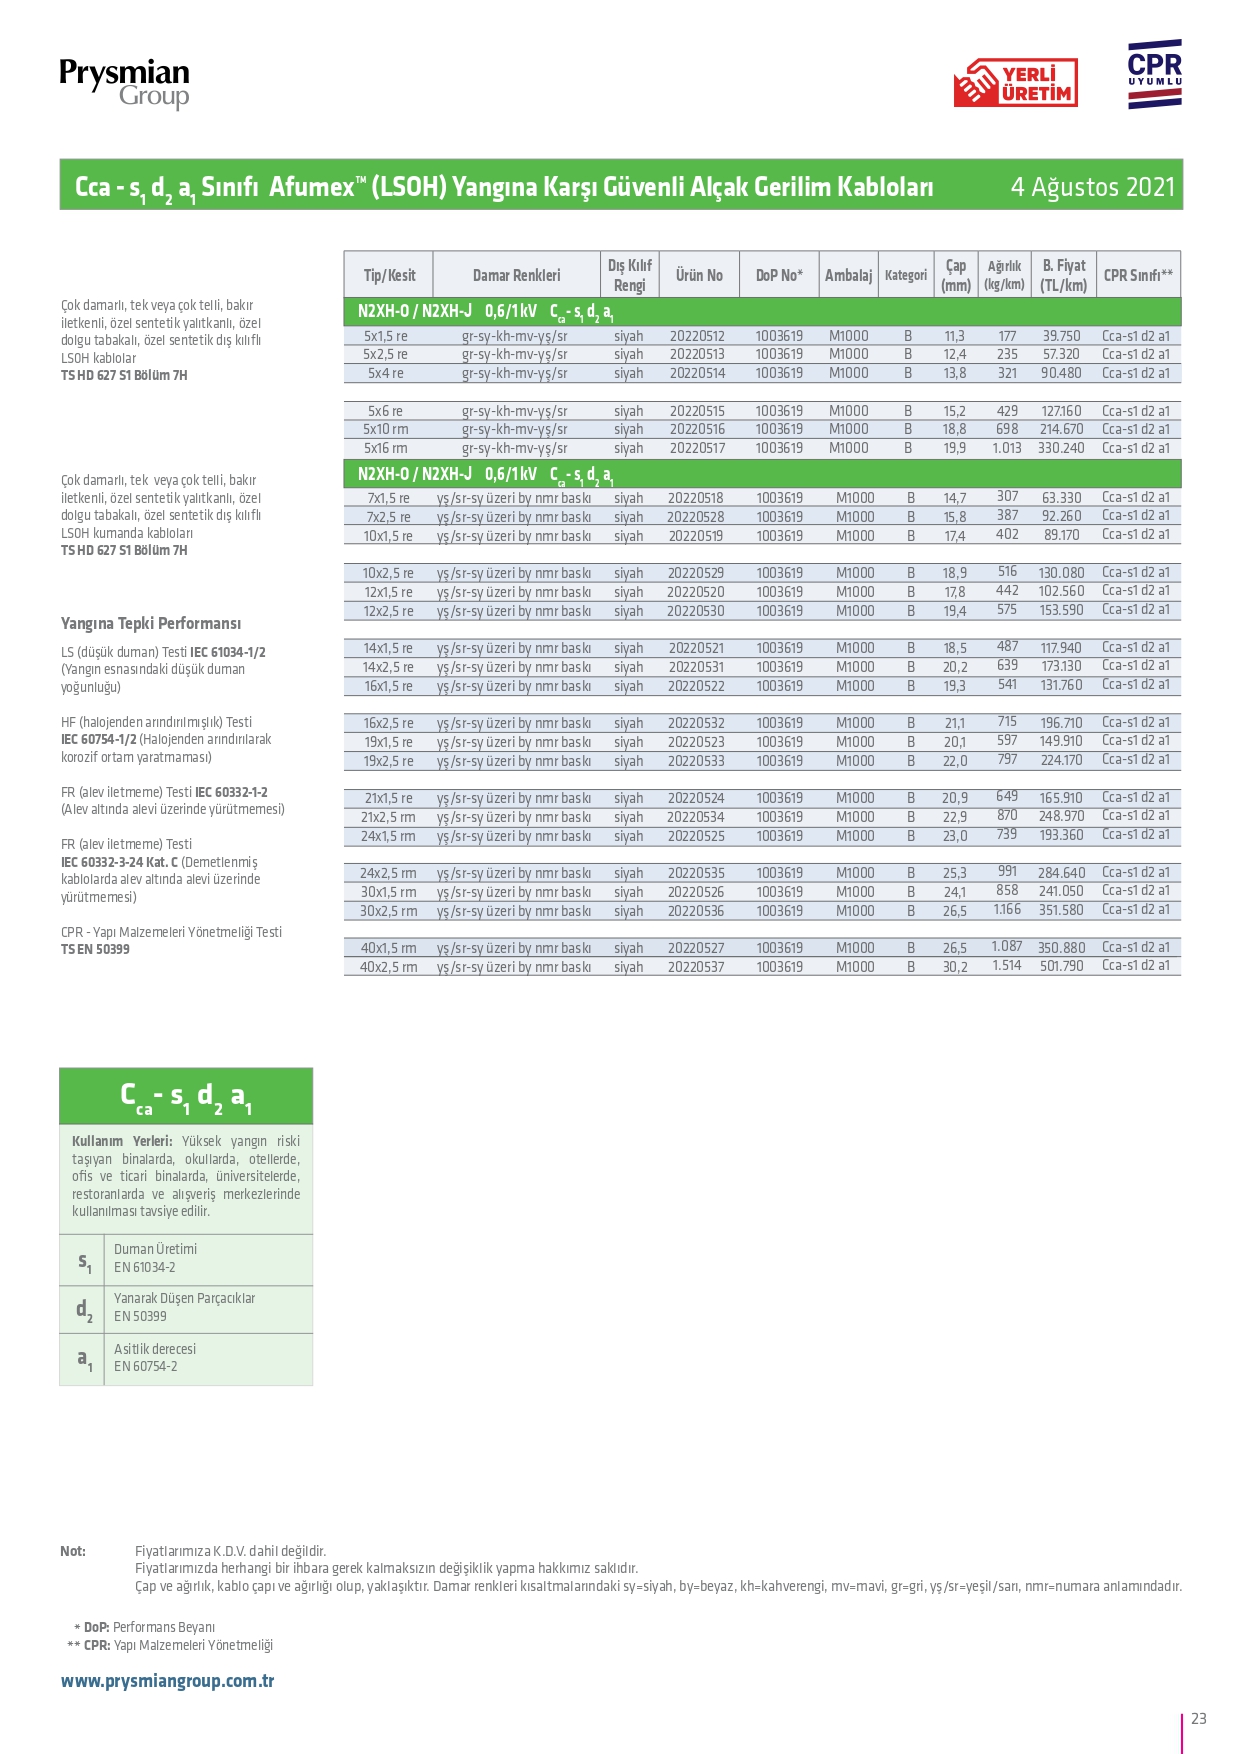 Prysmian
Group
YERLİ
ÜRETİM
CPR
UYUMLU
Cca - s1 d2 a1 Sınıfı Afumex™ (LSOH) Yangına Karşı Güvenli Alçak Gerilim Kabloları 4 Ağustos 2021
Çok damarlı, tek veya çok telli, bakır
iletkenli, özel sentetik yalıtkanlı, özel
dolgu tabakalı, özel sentetik dış kılıflı
LSOH kablolar
TS HD 627 S1 Bölüm 7H
Çok damarlı, tek veya çok telli, bakır
iletkenli, özel sentetik yalıtkanlı, özel
dolgu tabakalı, özel sentetik dış kılıflı
LSOH kumanda kabloları
TS HD 627 S1 Bölüm 7H
Yangına Tepki Performansı
LS (düşük duman) Testi IEC 61034-1/2
(Yangın esnasındaki düşük duman
yoğunluğu)
HF (halojenden arındırılmışlık) Testi
IEC 60754-1/2 (Halojenden arındırılarak
korozif ortam yaratmaması)
FR (alev iletmeme) Testi IEC 60332-1-2
(Alev altında alevi üzerinde yürütmemesi)
FR (alev iletmeme) Testi
IEC 60332-3-24 Kat. C (Demetlenmiş
kablolarda alev altında alevi üzerinde
yürütmemesi)
CPR - Yapı Malzemeleri Yönetmeliği Testi
TS EN 50399
Tip/Kesit Damar Renkleri Dış Kılıf Rengi Ürün No DoP No* Ambalaj Kategori Çap (mm) Ağırlık (kg/km) B. Fiyat (TL/km) CPR Sınıfı**
N2XH-O / N2XH-J 0,6/1 kV Cca- s1 d2 a1
5x1,5 re gr-sy-kh-mv-yş/sr siyah 20220512 1003619 M1000 B 11,3 177 39.750 Cca-s1 d2 a1
5x2,5 re gr-sy-kh-mv-yş/sr siyah 20220513 1003619 M1000 B 12,4 235 57.320 Cca-s1 d2 a1
5x4 re gr-sy-kh-mv-yş/sr siyah 20220514 1003619 M1000 B 13,8 321 90.480 Cca-s1 d2 a1
5x6 re gr-sy-kh-mv-yş/sr siyah 20220515 1003619 M1000 B 15,2 429 127.160 Cca-s1 d2 a1
5x10 rm gr-sy-kh-mv-yş/sr siyah 20220516 1003619 M1000 B 18,8 698 214.670 Cca-s1 d2 a1
5x16 rm gr-sy-kh-mv-yş/sr siyah 20220517 1003619 M1000 B 19,9 1.013 330.240 Cca-s1 d2 a1
N2XH-O / N2XH-J 0,6/1 kV Cca- s1 d2 a1
7x1,5 re yş/sr-sy üzeri by nmr baskı siyah 20220518 1003619 M1000 B 14,7 307 63.330 Cca-s1 d2 a1
7x2,5 re yş/sr-sy üzeri by nmr baskı siyah 20220528 1003619 M1000 B 15,8 387 92.260 Cca-s1 d2 a1
10x1,5 re yş/sr-sy üzeri by nmr baskı siyah 20220519 1003619 M1000 B 17,4 402 89.170 Cca-s1 d2 a1
10x2,5 re yş/sr-sy üzeri by nmr baskı siyah 20220529 1003619 M1000 B 18,9 516 130.080 Cca-s1 d2 a1
12x1,5 re yş/sr-sy üzeri by nmr baskı siyah 20220520 1003619 M1000 B 17,8 442 102.560 Cca-s1 d2 a1
12x2,5 re yş/sr-sy üzeri by nmr baskı siyah 20220530 1003619 M1000 B 19,4 575 153.590 Cca-s1 d2 a1
14x1,5 re yş/sr-sy üzeri by nmr baskı siyah 20220521 1003619 M1000 B 18,5 487 117.940 Cca-s1 d2 a1
14x2,5 re yş/sr-sy üzeri by nmr baskı siyah 20220531 1003619 M1000 B 20,2 639 173.130 Cca-s1 d2 a1
16x1,5 re yş/sr-sy üzeri by nmr baskı siyah 20220522 1003619 M1000 B 19,3 541 131.760 Cca-s1 d2 a1
16x2,5 re yş/sr-sy üzeri by nmr baskı siyah 20220532 1003619 M1000 B 21,1 715 196.710 Cca-s1 d2 a1
19x1,5 re yş/sr-sy üzeri by nmr baskı siyah 20220523 1003619 M1000 B 20,1 597 149.910 Cca-s1 d2 a1
19x2,5 re yş/sr-sy üzeri by nmr baskı siyah 20220533 1003619 M1000 B 22,0 797 224.170 Cca-s1 d2 a1
21x1,5 re yş/sr-sy üzeri by nmr baskı siyah 20220524 1003619 M1000 B 20,9 649 165.910 Cca-s1 d2 a1
21x2,5 rm yş/sr-sy üzeri by nmr baskı siyah 20220534 1003619 M1000 B 22,9 870 248.970 Cca-s1 d2 a1
24x1,5 rm yş/sr-sy üzeri by nmr baskı siyah 20220525 1003619 M1000 B 23,0 739 193.360 Cca-s1 d2 a1
24x2,5 rm yş/sr-sy üzeri by nmr baskı siyah 20220535 1003619 M1000 B 25,3 991 284.640 Cca-s1 d2 a1
30x1,5 rm yş/sr-sy üzeri by nmr baskı siyah 20220526 1003619 M1000 B 24,1 858 241.050 Cca-s1 d2 a1
30x2,5 rm yş/sr-sy üzeri by nmr baskı siyah 20220536 1003619 M1000 B 26,5 1.166 351.580 Cca-s1 d2 a1
40x1,5 rm yş/sr-sy üzeri by nmr baskı siyah 20220527 1003619 M1000 B 26,5 1.087 350.880 Cca-s1 d2 a1
40x2,5 rm yş/sr-sy üzeri by nmr baskı siyah 20220537 1003619 M1000 B 30,2 1.514 501.790 Cca-s1 d2 a1
Cca- s1 d2 a1
Kullanım Yerleri: Yüksek yangın riski
taşıyan binalarda, okullarda, otellerde,
ofis ve ticari binalarda, üniversitelerde,
restoranlarda ve alışveriş merkezlerinde
kullanılması tavsiye edilir.
s1 Duman Üretimi
EN 61034-2
d2 Yanarak Düşen Parçacıklar
EN 50399
a1 Asitlik derecesi
EN 60754-2
Not: Fiyatlarımıza K.D.V. dahil değildir.
Fiyatlarımızda herhangi bir ihbara gerek kalmaksızın değişiklik yapma hakkımız saklıdır.
Çap ve ağırlık, kablo çapı ve ağırlığı olup, yaklaşıktır. Damar renkleri kısaltmalarındaki sy=siyah, by=beyaz, kh=kahverengi, mv=mavi, gr=gri, yş/sr=yeşil/sarı, nmr=numara anlamındadır.
* DoP: Performans Beyanı
** CPR: Yapı Malzemeleri Yönetmeliği
www.prysmiangroup.com.tr
23